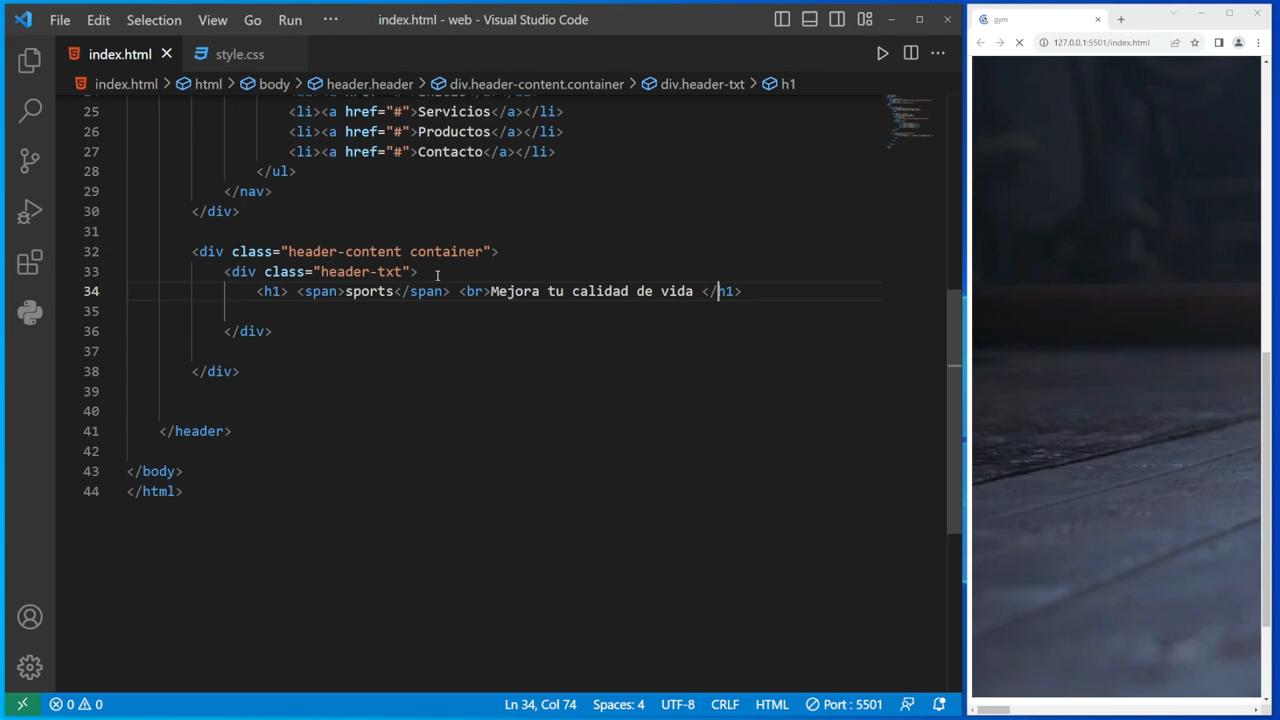 File Edit Selection View Go Run ··· index.html - web - Visual Studio Code
index.html style.css
index.html > html > body > header.header > div.header-content.container > div.header-txt > h1
25 <li><a href="#">Servicios</a></li>
26 <li><a href="#">Productos</a></li>
27 <li><a href="#">Contacto</a></li>
28 </ul>
29 </nav>
30 </div>
31
32 <div class="header-content container">
33 <div class="header-txt">
34 <h1> <span>sports</span> <br>Mejora tu calidad de vida </h1>
35
36 </div>
37
38 </div>
39
40
41 </header>
42
43 </body>
44 </html>
0 0 Ln 34, Col 74 Spaces: 4 UTF-8 CRLF HTML Port : 5501
gym
127.0.0.1:5501/index.html